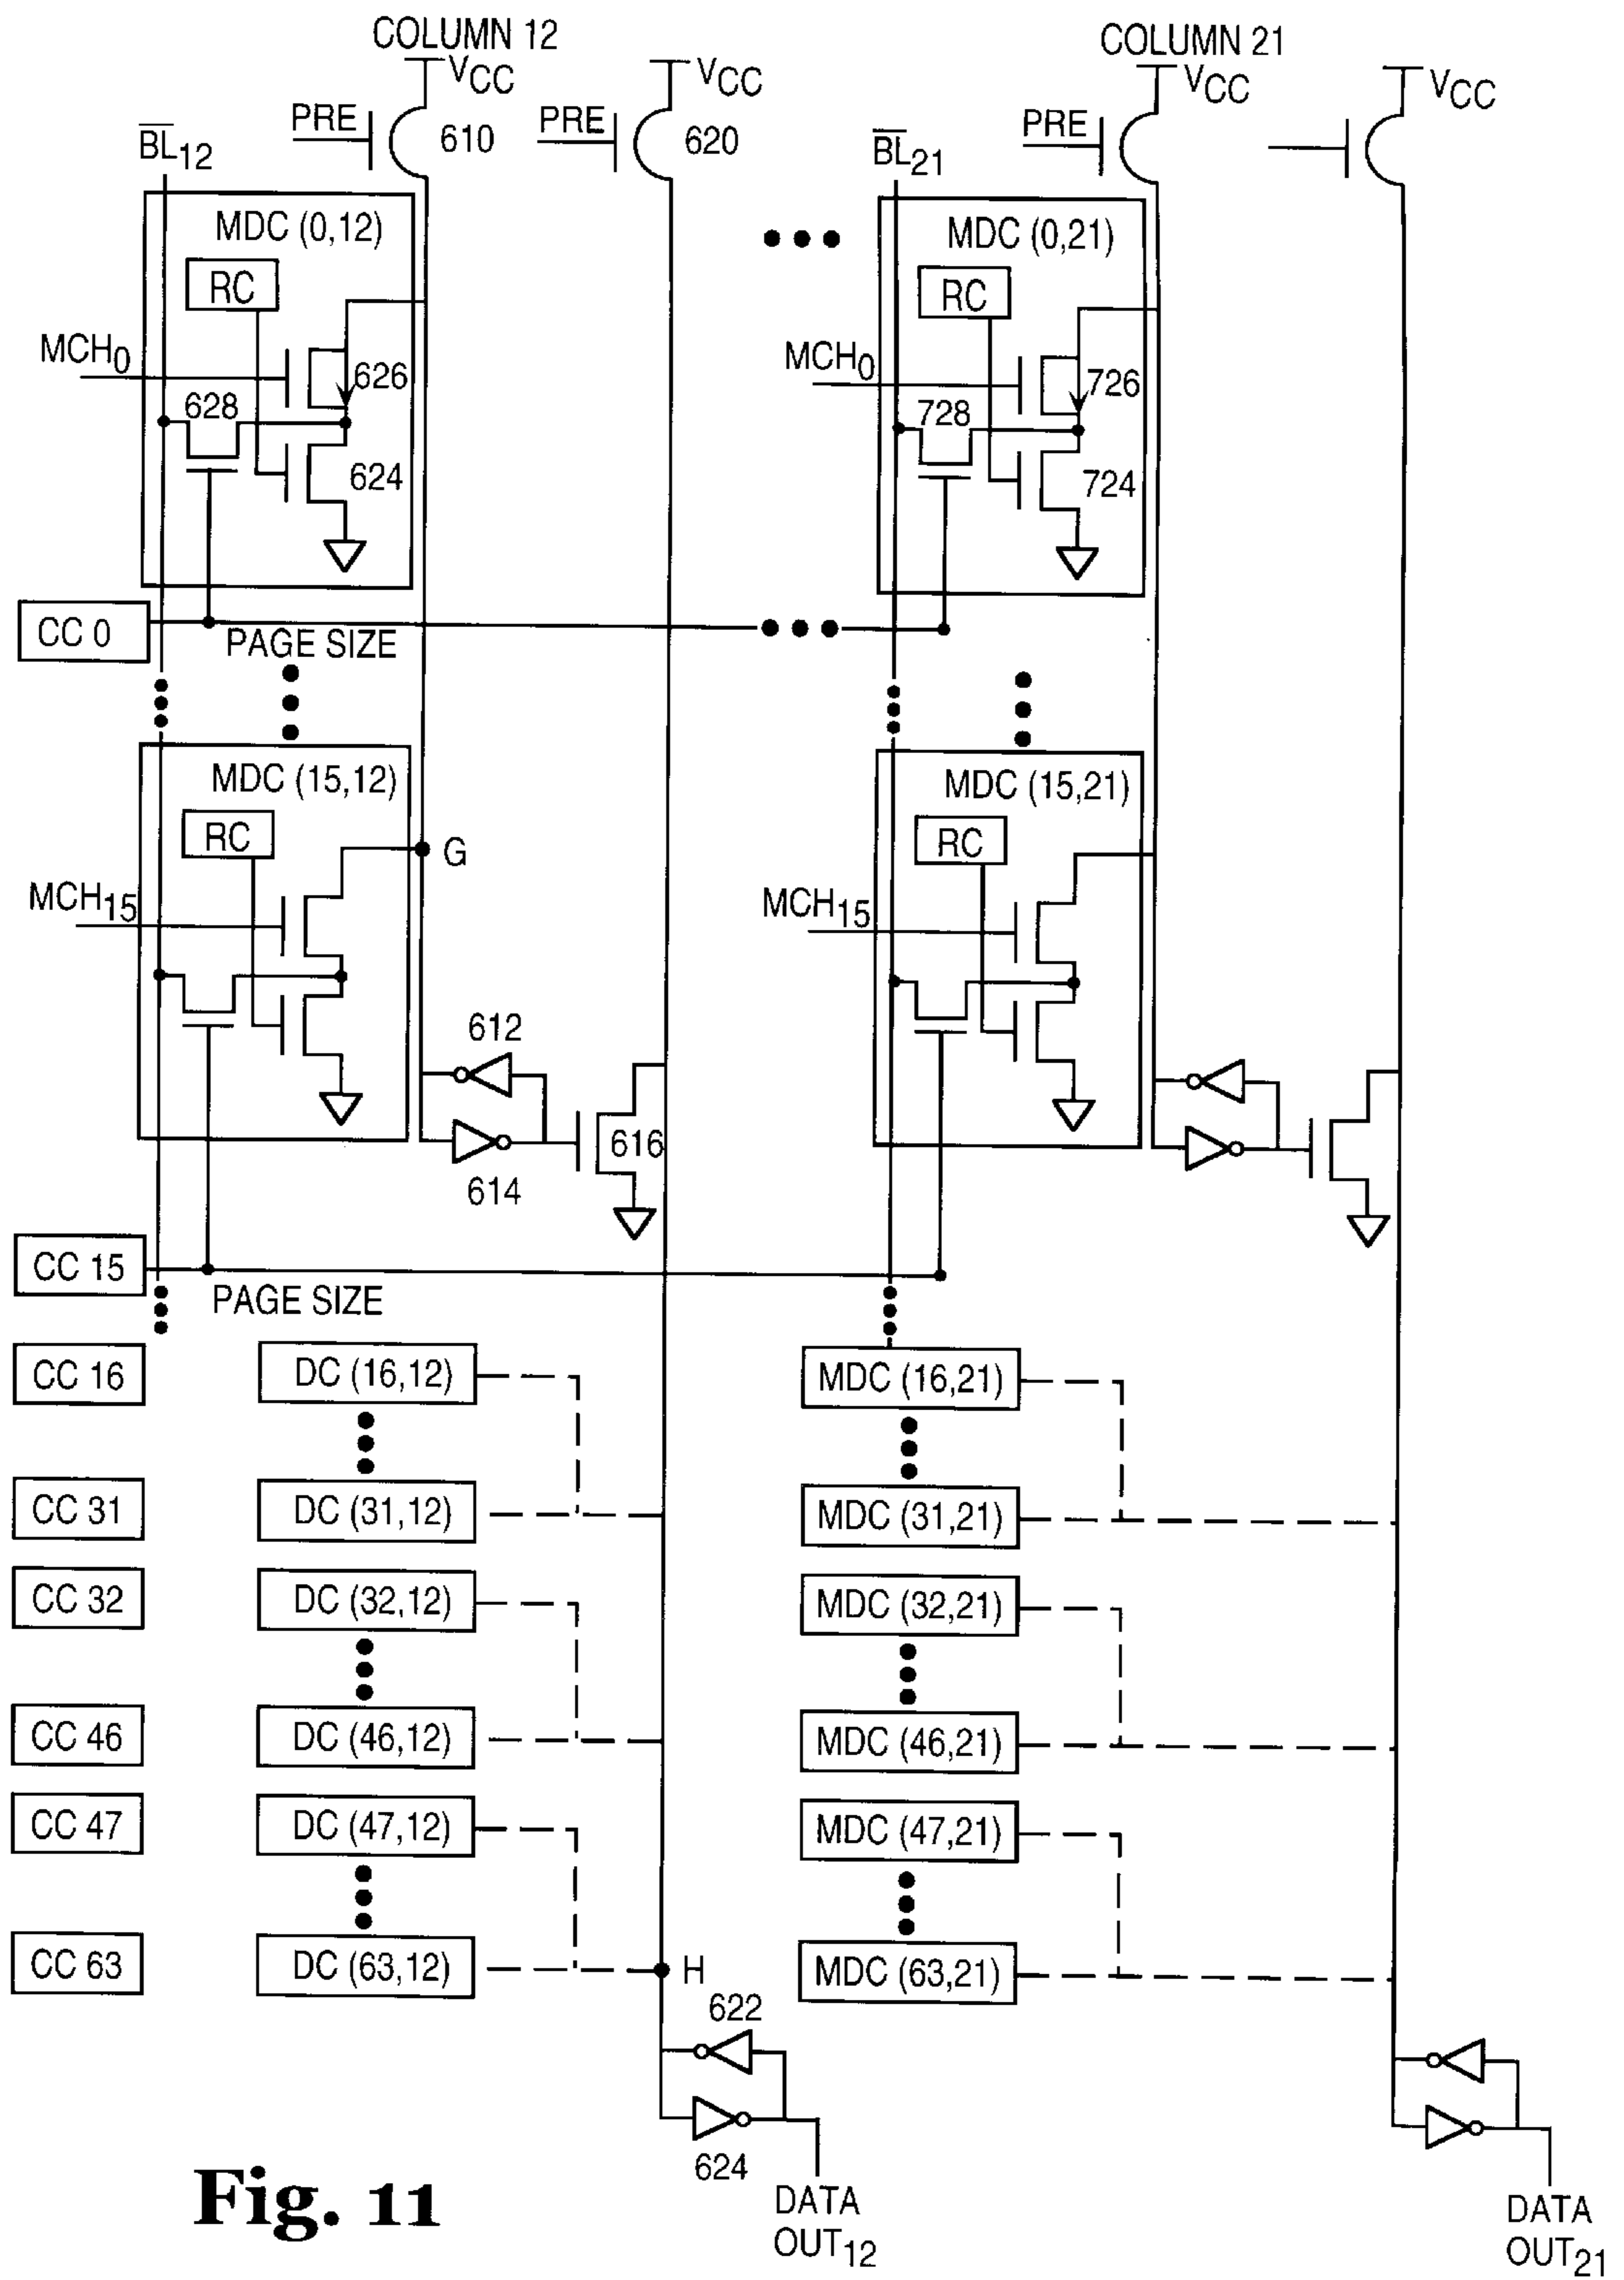 COLUMN 12
COLUMN 21
VCC
VCC
VCC
VCC
PRE
610
PRE
620
PRE
BL12
BL21
MDC (0,12)
MDC (0,21)
RC
RC
MCH0
626
MCH0
726
628
728
624
724
CC 0
PAGE SIZE
MDC (15,12)
MDC (15,21)
RC
G
RC
MCH15
MCH15
612
616
614
CC 15
PAGE SIZE
CC 16
DC (16,12)
MDC (16,21)
CC 31
DC (31,12)
MDC (31,21)
CC 32
DC (32,12)
MDC (32,21)
CC 46
DC (46,12)
MDC (46,21)
CC 47
DC (47,12)
MDC (47,21)
CC 63
DC (63,12)
H
MDC (63,21)
622
624
Fig. 11
DATA
OUT12
DATA
OUT21